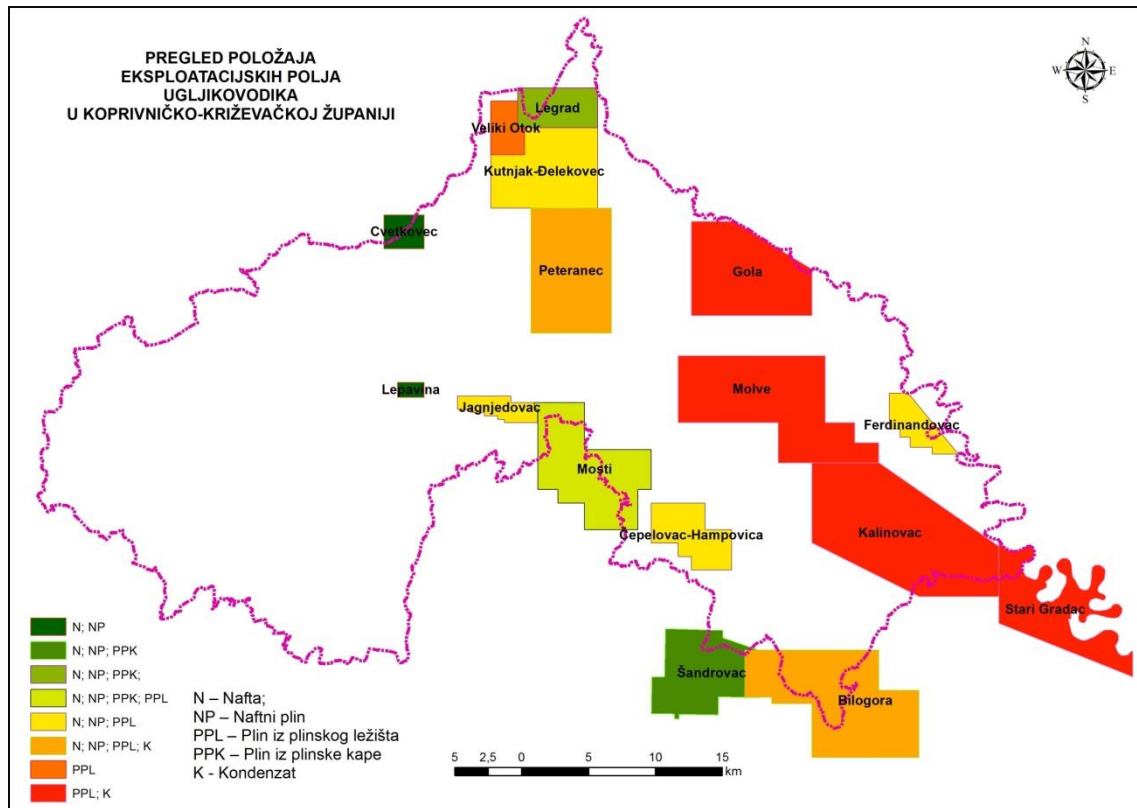 PREGLED POLOŽAJA
EKSPLOATACIJSKIH POLJA
UGLJIKOVODIKA
U KOPRIVNIČKO-KRIŽEVAČKOJ ŽUPANIJI
N
W E
S
Legrad
Veliki Otok
Kutnjak-Đelekovec
Cvetkovec
Peteranec
Gola
Lepavina
Jagnjedovac
Molve
Ferdinandovac
Mosti
Čepelovac-Hampovica
Kalinovac
Stari Gradac
Šandrovac
Bilogora
N; NP
N; NP; PPK
N; NP; PPK;
N; NP; PPK; PPL
N; NP; PPL
N; NP; PPL; K
PPL
PPL; K
N – Nafta;
NP – Naftni plin
PPL – Plin iz plinskog ležišta
PPK – Plin iz plinske kape
K - Kondenzat
5 2,5 0 5 10 15
km